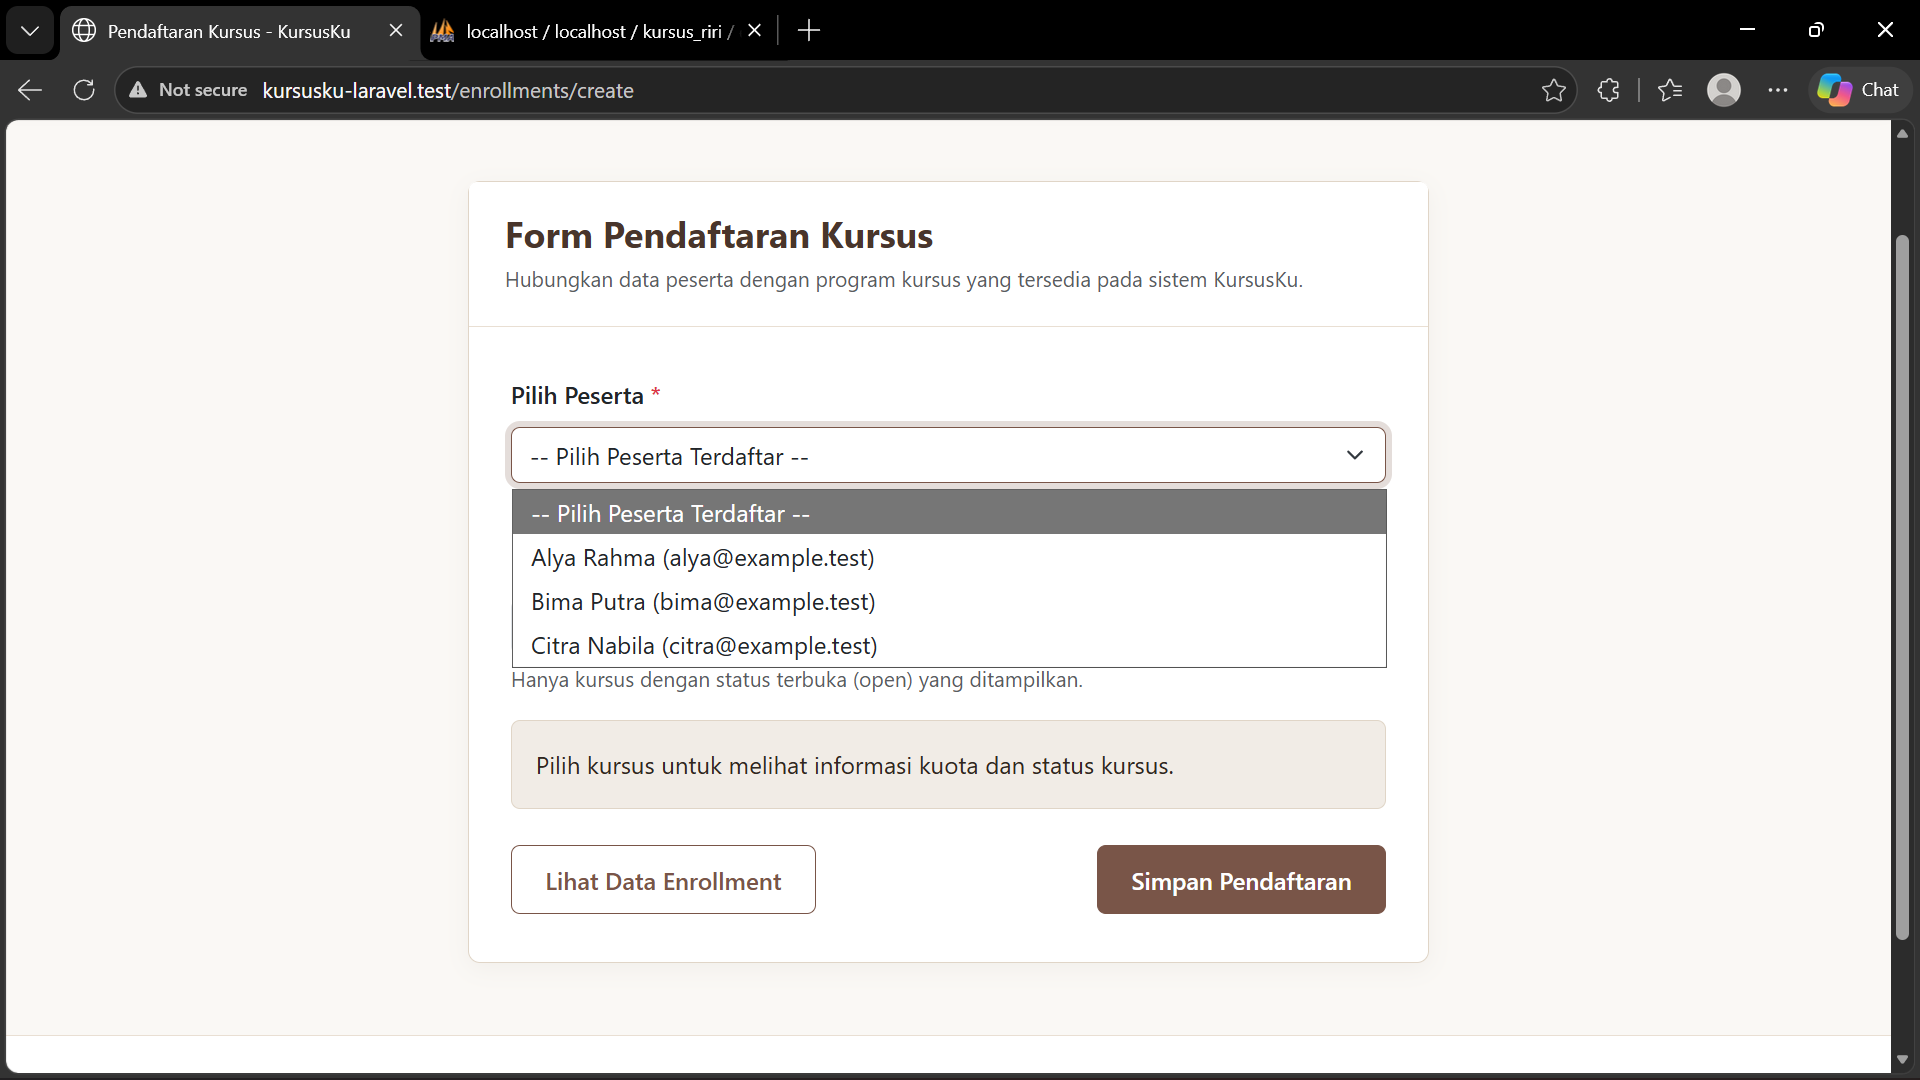 Pendaftaran Kursus - KursusKu
localhost / localhost / kursus_riri /
Not secure
kursusku-laravel.test/enrollments/create
Chat
Form Pendaftaran Kursus
Hubungkan data peserta dengan program kursus yang tersedia pada sistem KursusKu.
Pilih Peserta *
-- Pilih Peserta Terdaftar --
-- Pilih Peserta Terdaftar --
Alya Rahma (alya@example.test)
Bima Putra (bima@example.test)
Citra Nabila (citra@example.test)
Hanya kursus dengan status terbuka (open) yang ditampilkan.
Pilih kursus untuk melihat informasi kuota dan status kursus.
Lihat Data Enrollment
Simpan Pendaftaran